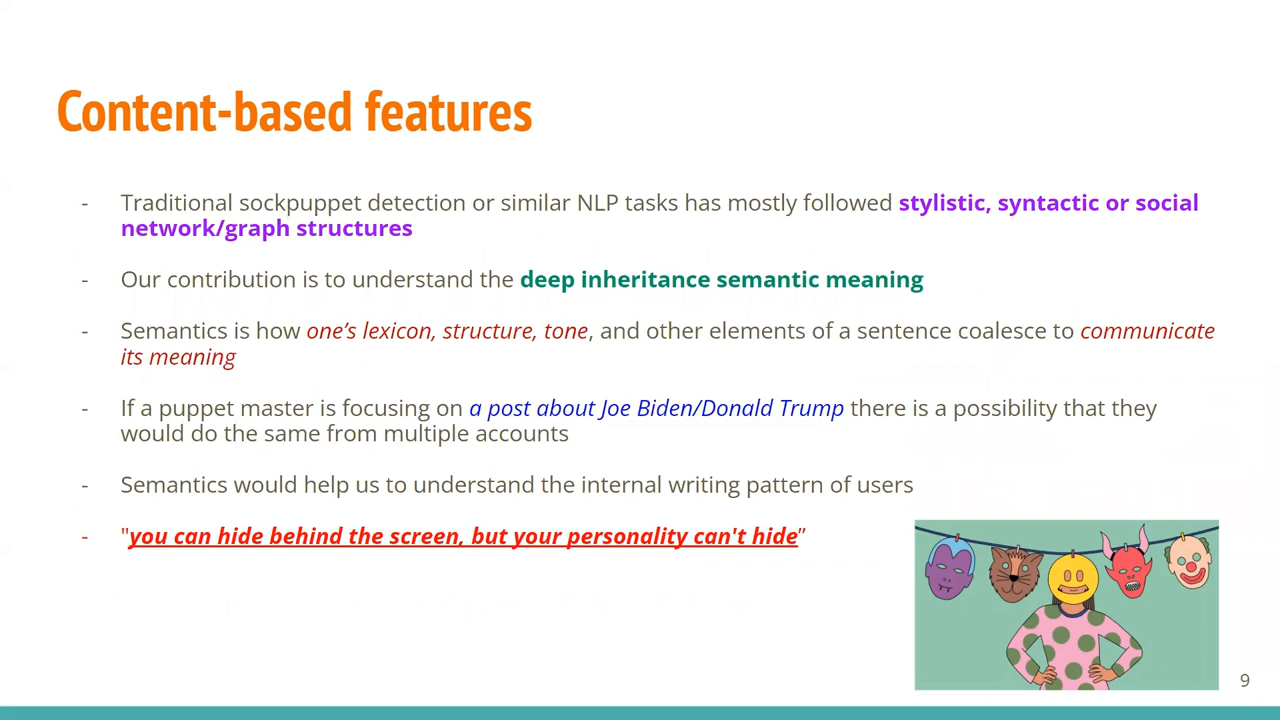 Content-based features
- Traditional sockpuppet detection or similar NLP tasks has mostly followed stylistic, syntactic or social
network/graph structures
- Our contribution is to understand the deep inheritance semantic meaning
- Semantics is how one’s lexicon, structure, tone, and other elements of a sentence coalesce to communicate
its meaning
- If a puppet master is focusing on a post about Joe Biden/Donald Trump there is a possibility that they
would do the same from multiple accounts
- Semantics would help us to understand the internal writing pattern of users
- "you can hide behind the screen, but your personality can't hide”
9